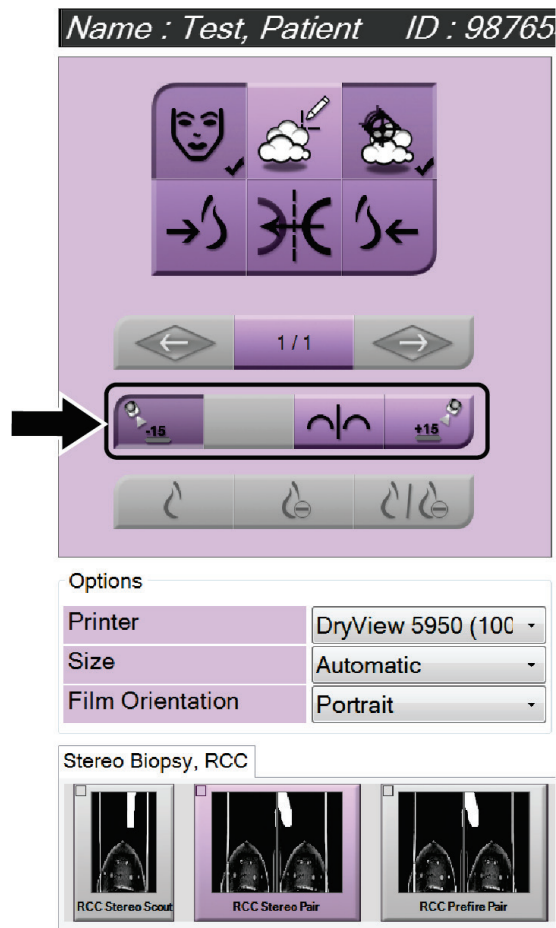 Name : Test, Patient ID : 98765
1 / 1
-15 +15
Options
Printer DryView 5950 (100
Size Automatic
Film Orientation Portrait
Stereo Biopsy, RCC
RCC Stereo Scout RCC Stereo Pair RCC Prefire Pair